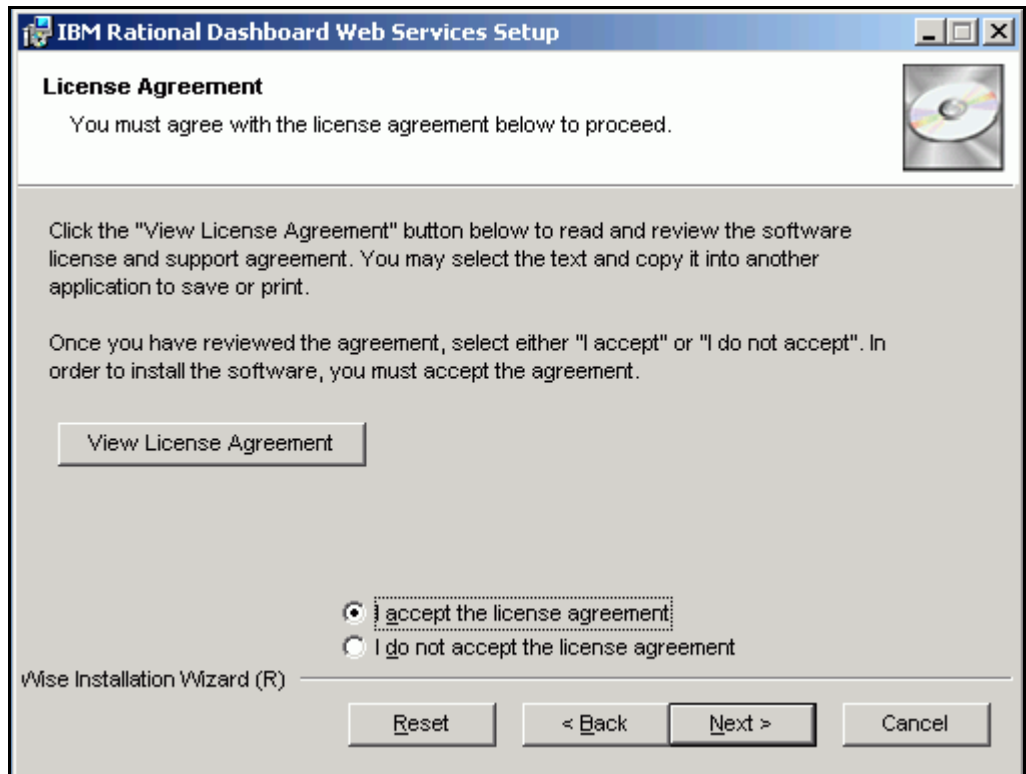 IBM Rational Dashboard Web Services Setup
License Agreement
You must agree with the license agreement below to proceed.
Click the "View License Agreement" button below to read and review the software
license and support agreement. You may select the text and copy it into another
application to save or print.
Once you have reviewed the agreement, select either "I accept" or "I do not accept". In
order to install the software, you must accept the agreement.
View License Agreement
I accept the license agreement
I do not accept the license agreement
Wise Installation Wizard (R)
Reset < Back Next > Cancel